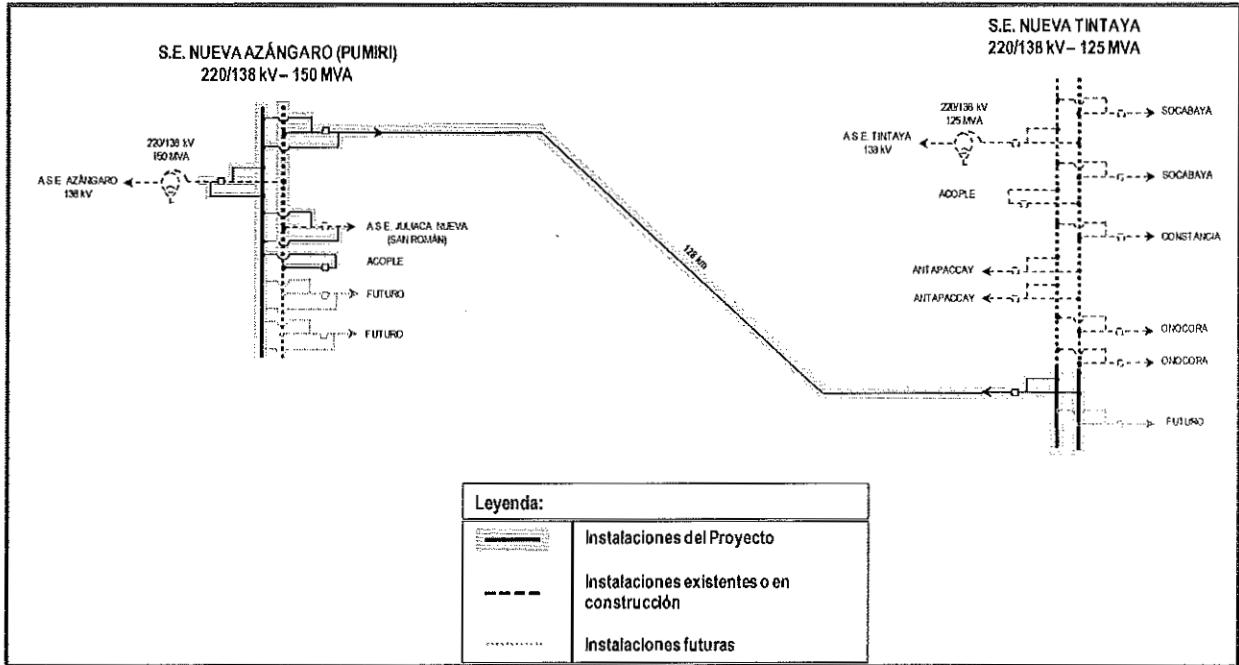 S.E. NUEVA AZÁNGARO (PUMIRI)
220/138 kV – 150 MVA
220/138 kV
150 MVA
A S.E. AZÁNGARO
138 kV
A S.E. JULIACA NUEVA
(SAN ROMÁN)
ACOPLE
FUTURO
FUTURO
128 km
S.E. NUEVA TINTAYA
220/138 kV – 125 MVA
220/138 kV
125 MVA
A S.E. TINTAYA
138 kV
SOCABAYA
SOCABAYA
ACOPLE
CONSTANCIA
ANTAPACCAY
ANTAPACCAY
ONOCORA
ONOCORA
FUTURO
Leyenda:
Instalaciones del Proyecto
Instalaciones existentes o en
construcción
Instalaciones futuras